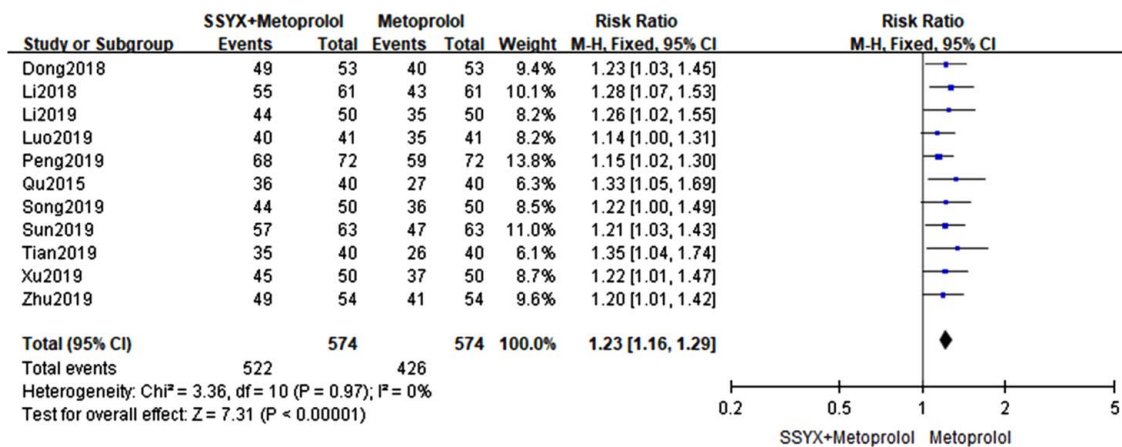 SSYX+Metoprolol Metoprolol Risk Ratio Risk Ratio
Study or Subgroup Events Total Events Total Weight M-H, Fixed, 95% CI M-H, Fixed, 95% CI
Dong2018 49 53 40 53 9.4% 1.23 [1.03, 1.45]
Li2018 55 61 43 61 10.1% 1.28 [1.07, 1.53]
Li2019 44 50 35 50 8.2% 1.26 [1.02, 1.55]
Luo2019 40 41 35 41 8.2% 1.14 [1.00, 1.31]
Peng2019 68 72 59 72 13.8% 1.15 [1.02, 1.30]
Qu2015 36 40 27 40 6.3% 1.33 [1.05, 1.69]
Song2019 44 50 36 50 8.5% 1.22 [1.00, 1.49]
Sun2019 57 63 47 63 11.0% 1.21 [1.03, 1.43]
Tian2019 35 40 26 40 6.1% 1.35 [1.04, 1.74]
Xu2019 45 50 37 50 8.7% 1.22 [1.01, 1.47]
Zhu2019 49 54 41 54 9.6% 1.20 [1.01, 1.42]
Total (95% CI) 574 574 100.0% 1.23 [1.16, 1.29]
Total events 522 426
Heterogeneity: Chi² = 3.36, df = 10 (P = 0.97); I² = 0%
Test for overall effect: Z = 7.31 (P < 0.00001)
0.2 0.5 1 2 5
SSYX+Metoprolol Metoprolol